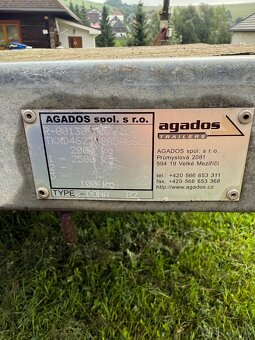 AGADOS spol. s r.o.
2000 kg
2500 kg
100 kg
TYPE
agados
TRAILERS
AGADOS spol. s r.o.
Průmyslová 2081
594 19 Velké Meziříčí
tel.: +420 566 653 311
fax: +420 566 653 368
http://www.agados.cz